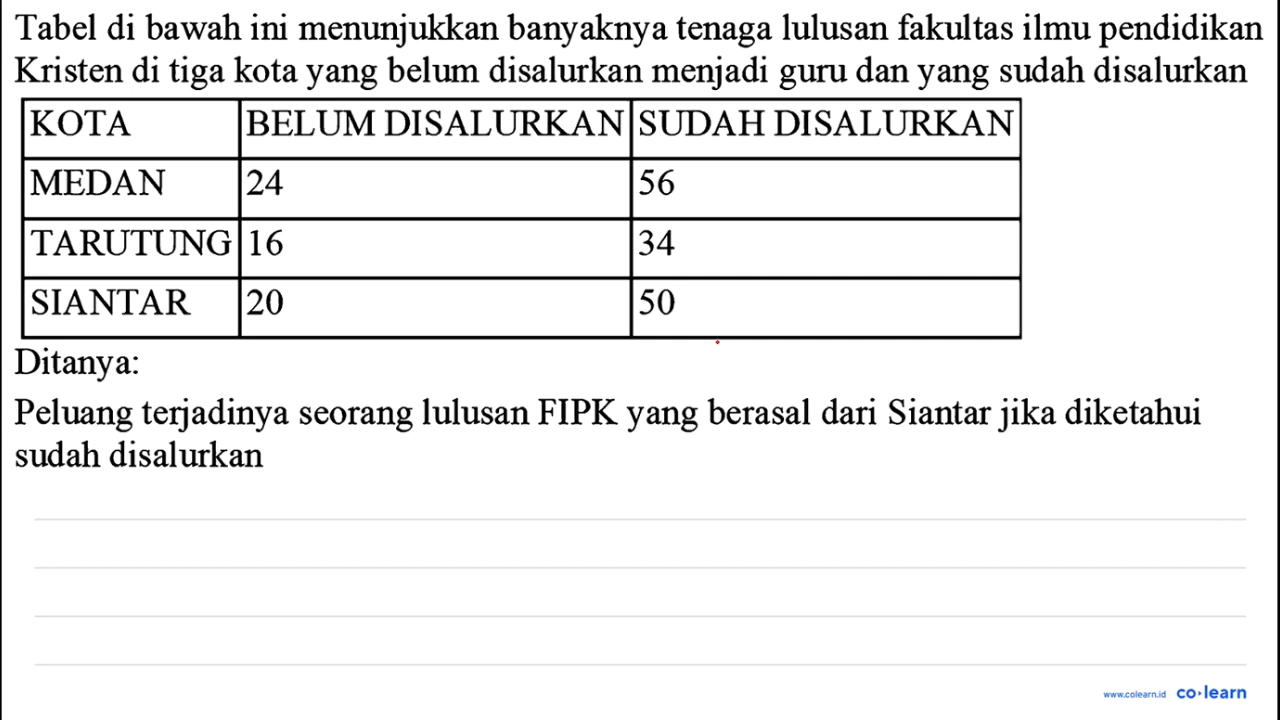 Tabel di bawah ini menunjukkan banyaknya tenaga lulusan fakultas ilmu pendidikan
Kristen di tiga kota yang belum disalurkan menjadi guru dan yang sudah disalurkan
KOTA BELUM DISALURKAN SUDAH DISALURKAN
MEDAN 24 56
TARUTUNG 16 34
SIANTAR 20 50
Ditanya:
Peluang terjadinya seorang lulusan FIPK yang berasal dari Siantar jika diketahui
sudah disalurkan
www.colearn.id co learn